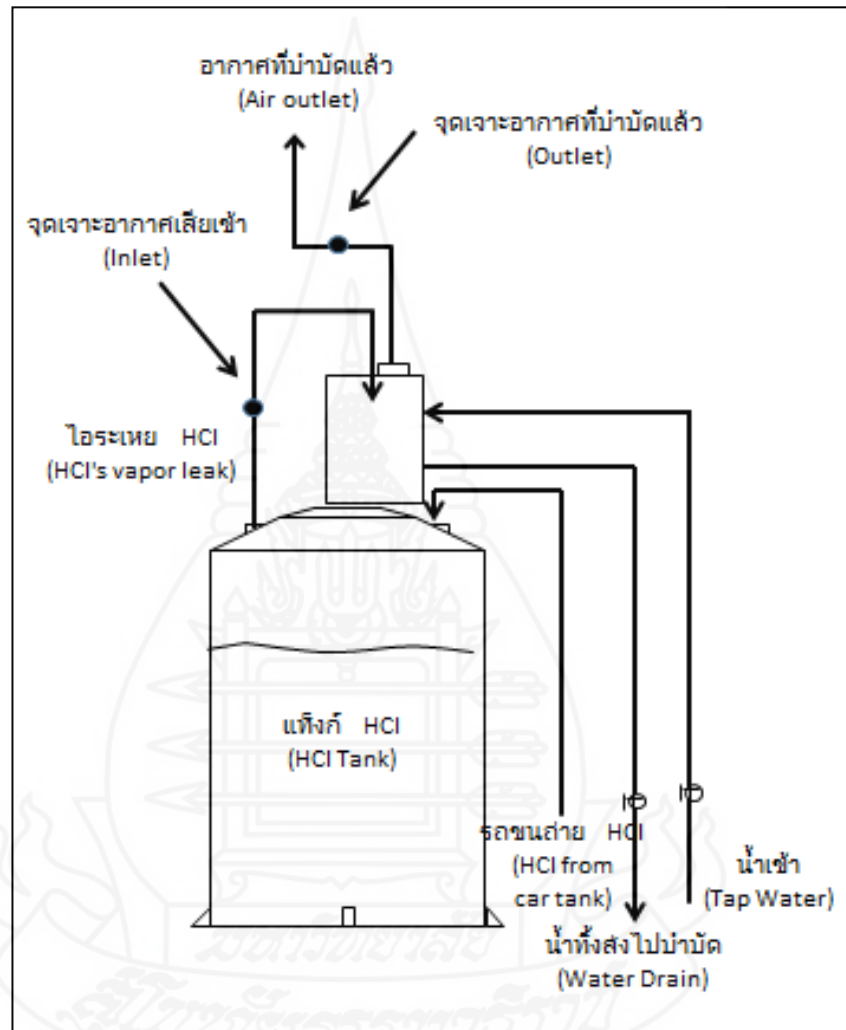 อากาศที่บำบัดแล้ว
(Air outlet)
จุดเจาะอากาศที่บำบัดแล้ว
(Outlet)
จุดเจาะอากาศเสียเข้า
(Inlet)
ไอระเหย HCl
(HCl's vapor leak)
แท็งก์ HCl
(HCl Tank)
รถขนถ่าย HCl
(HCl from
car tank)
น้ำเข้า
(Tap Water)
น้ำทิ้งส่งไปบำบัด
(Water Drain)